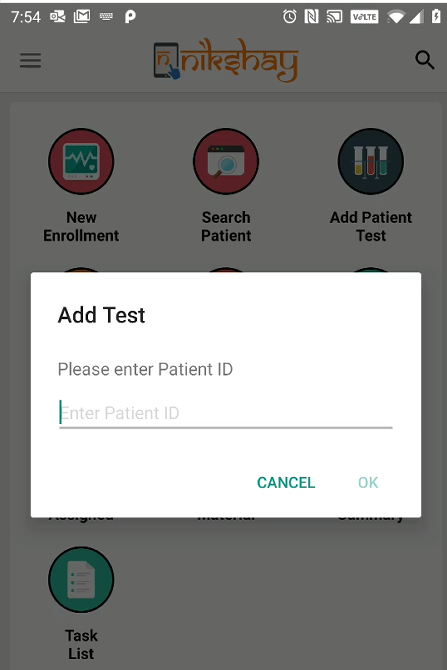 7:54
VoLTE
nikshay
New
Enrollment
Search
Patient
Add Patient
Test
Add Test
Please enter Patient ID
Enter Patient ID
CANCEL
OK
Assigned
Material
Summary
Task
List